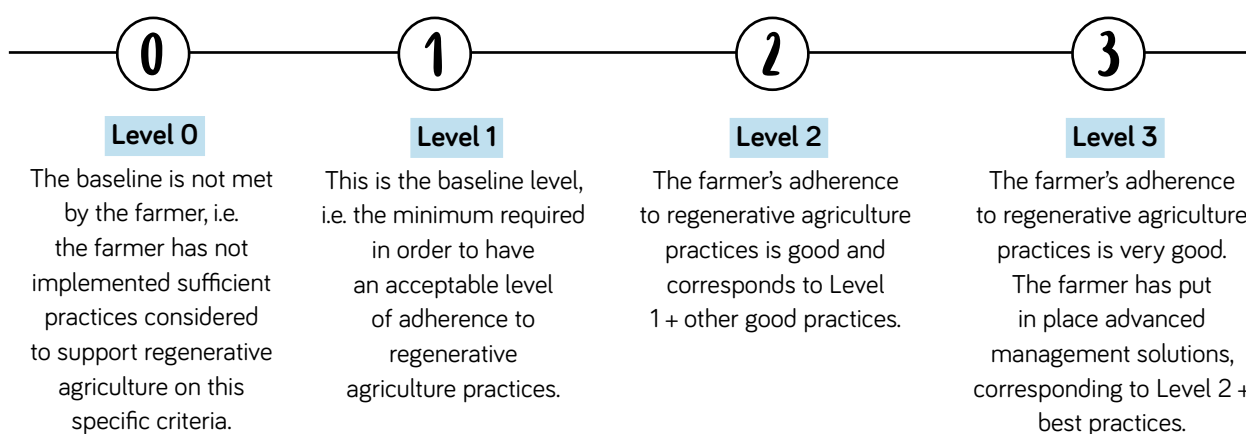 0
1
2
3
Level 0
The baseline is not met
by the farmer, i.e.
the farmer has not
implemented sufficient
practices considered
to support regenerative
agriculture on this
specific criteria.
Level 1
This is the baseline level,
i.e. the minimum required
in order to have
an acceptable level
of adherence to
regenerative
agriculture practices.
Level 2
The farmer’s adherence
to regenerative agriculture
practices is good and
corresponds to Level
1 + other good practices.
Level 3
The farmer’s adherence
to regenerative agriculture
practices is very good.
The farmer has put
in place advanced
management solutions,
corresponding to Level 2 +
best practices.